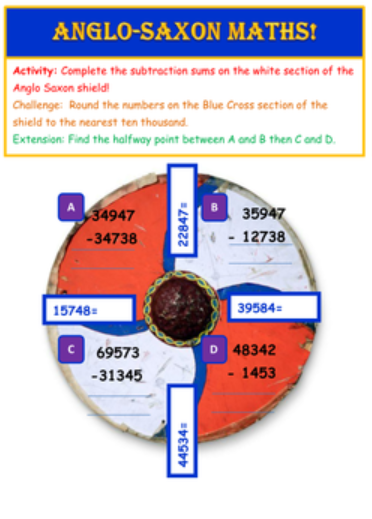 ANGLO-SAXON MATHS!
Activity: Complete the subtraction sums on the white section of the
Anglo Saxon shield!
Challenge: Round the numbers on the Blue Cross section of the
shield to the nearest ten thousand.
Extension: Find the halfway point between A and B then C and D.
A
34947
-34738
22847=
B
35947
- 12738
15748=
39584=
C
69573
-31345
D
48342
- 1453
44534=